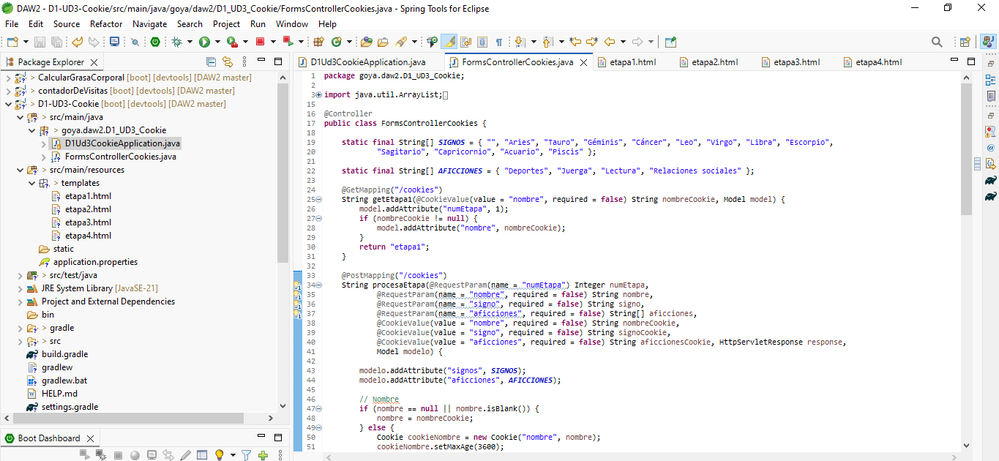 DAW2 - D1-UD3-Cookie/src/main/java/goya/daw2/D1_UD3_Cookie/FormsControllerCookies.java - Spring Tools for Eclipse
File Edit Source Refactor Navigate Search Project Run Window Help
Package Explorer
CalcularGrasaCorporal [boot] [devtools] [DAW2 master]
contadorDeVisitas [boot] [devtools] [DAW2 master]
D1-UD3-Cookie [boot] [devtools] [DAW2 master]
src/main/java
goya.daw2.D1_UD3_Cookie
D1Ud3CookieApplication.java
FormsControllerCookies.java
src/main/resources
templates
etapa1.html
etapa2.html
etapa3.html
etapa4.html
static
application.properties
src/test/java
JRE System Library [JavaSE-21]
Project and External Dependencies
bin
gradle
src
build.gradle
gradlew
gradlew.bat
HELP.md
settings.gradle
Boot Dashboard
D1Ud3CookieApplication.java FormsControllerCookies.java etapa1.html etapa2.html etapa3.html etapa4.html
1 package goya.daw2.D1_UD3_Cookie;
2
3 import java.util.ArrayList;
15
16 @Controller
17 public class FormsControllerCookies {
18
19 static final String[] SIGNOS = { "", "Aries", "Tauro", "Géminis", "Cáncer", "Leo", "Virgo", "Libra", "Escorpio",
20 "Sagitario", "Capricornio", "Acuario", "Piscis" };
21
22 static final String[] AFICCIONES = { "Deportes", "Juerga", "Lectura", "Relaciones sociales" };
23
24 @GetMapping("/cookies")
25 String getEtapa1(@CookieValue(value = "nombre", required = false) String nombreCookie, Model model) {
26 model.addAttribute("numEtapa", 1);
27 if (nombreCookie != null) {
28 model.addAttribute("nombre", nombreCookie);
29 }
30 return "etapa1";
31 }
32
33 @PostMapping("/cookies")
34 String procesaEtapa(@RequestParam(name = "numEtapa") Integer numEtapa,
35 @RequestParam(name = "nombre", required = false) String nombre,
36 @RequestParam(name = "signo", required = false) String signo,
37 @RequestParam(name = "aficciones", required = false) String[] aficciones,
38 @CookieValue(value = "nombre", required = false) String nombreCookie,
39 @CookieValue(value = "signo", required = false) String signoCookie,
40 @CookieValue(value = "aficciones", required = false) String aficcionesCookie, HttpServletResponse response,
41 Model modelo) {
42
43 modelo.addAttribute("signos", SIGNOS);
44 modelo.addAttribute("aficciones", AFICCIONES);
45
46 // Nombre
47 if (nombre == null || nombre.isBlank()) {
48 nombre = nombreCookie;
49 } else {
50 Cookie cookieNombre = new Cookie("nombre", nombre);
51 cookieNombre.setMaxAge(3600);